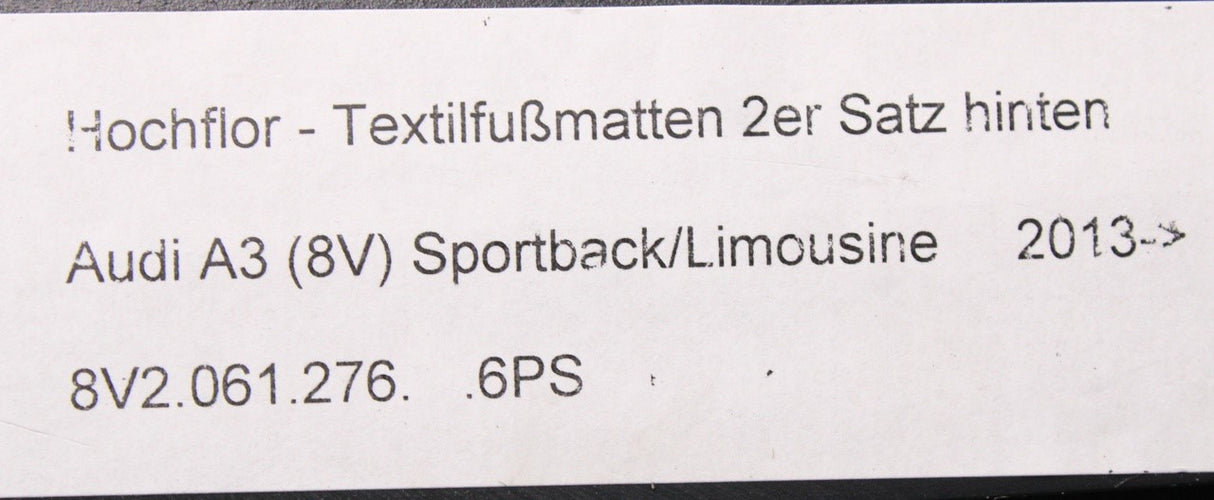 Hochflor - Textilfußmatten 2er Satz hinten
Audi A3 (8V) Sportback/Limousine 2013->
8V2.061.276. .6PS